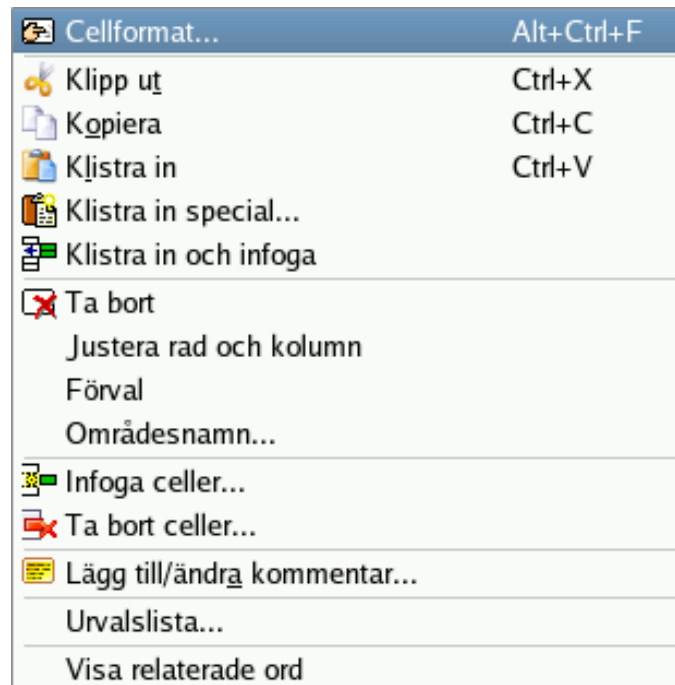 Cellformat... Alt+Ctrl+F
Klipp ut Ctrl+X
Kopiera Ctrl+C
Klistra in Ctrl+V
Klistra in special...
Klistra in och infoga
Ta bort
Justera rad och kolumn
Förval
Områdesnamn...
Infoga celler...
Ta bort celler...
Lägg till/ändra kommentar...
Urvalslista...
Visa relaterade ord